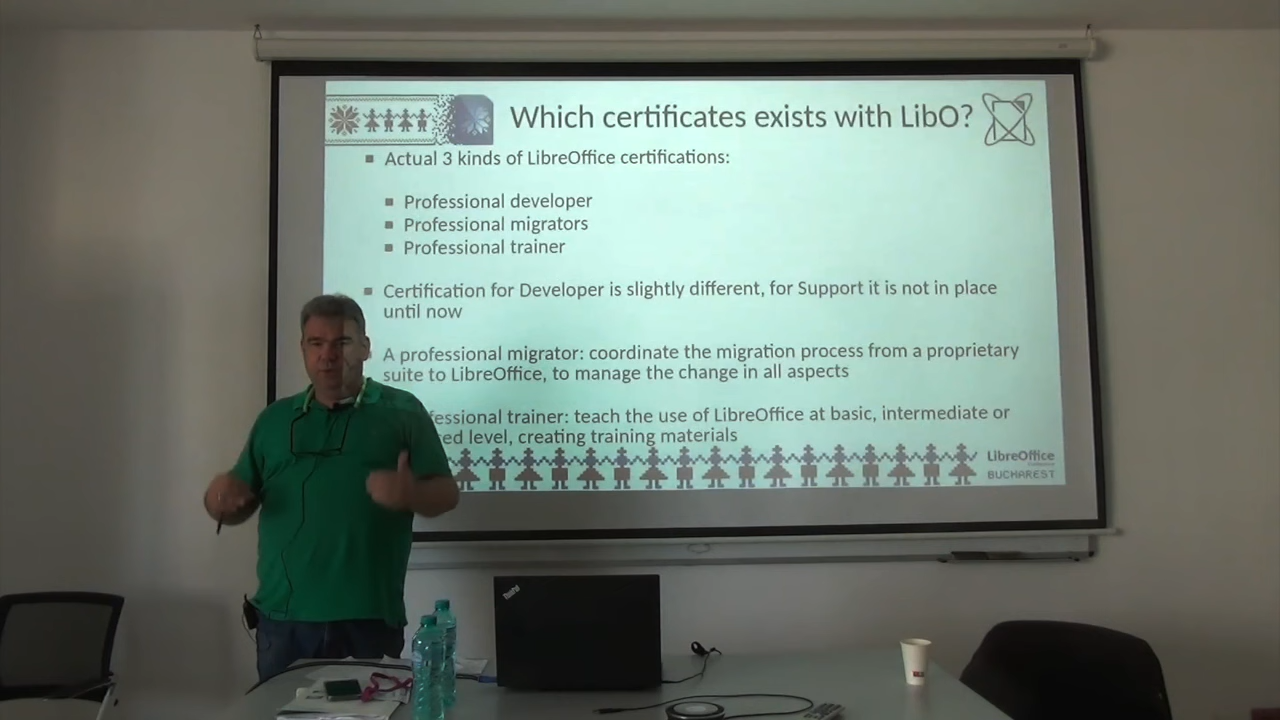 Which certificates exists with LibO?
Actual 3 kinds of LibreOffice certifications:
Professional developer
Professional migrators
Professional trainer
Certification for Developer is slightly different, for Support it is not in place
until now
A professional migrator: coordinate the migration process from a proprietary
suite to LibreOffice, to manage the change in all aspects
fessional trainer: teach the use of LibreOffice at basic, intermediate or
ed level, creating training materials
LibreOffice
BUCHAREST
ThinkPad